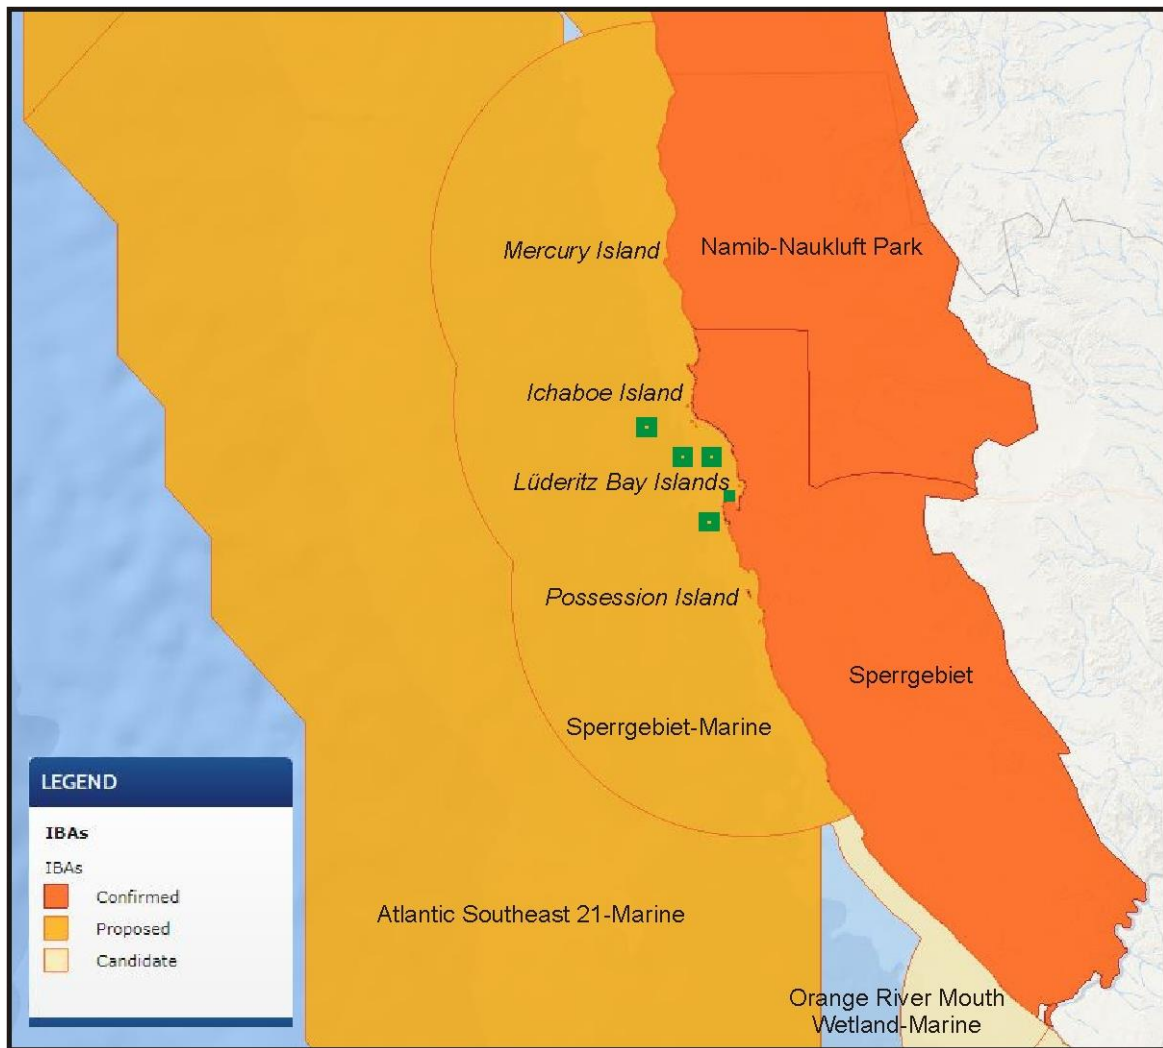 Mercury Island
Namib-Naukluft Park
Ichaboe Island
Lüderitz Bay Islands
Possession Island
Sperrgebiet
Sperrgebiet-Marine
LEGEND
IBAs
IBAs
Confirmed
Proposed
Candidate
Atlantic Southeast 21-Marine
Orange River Mouth
Wetland-Marine